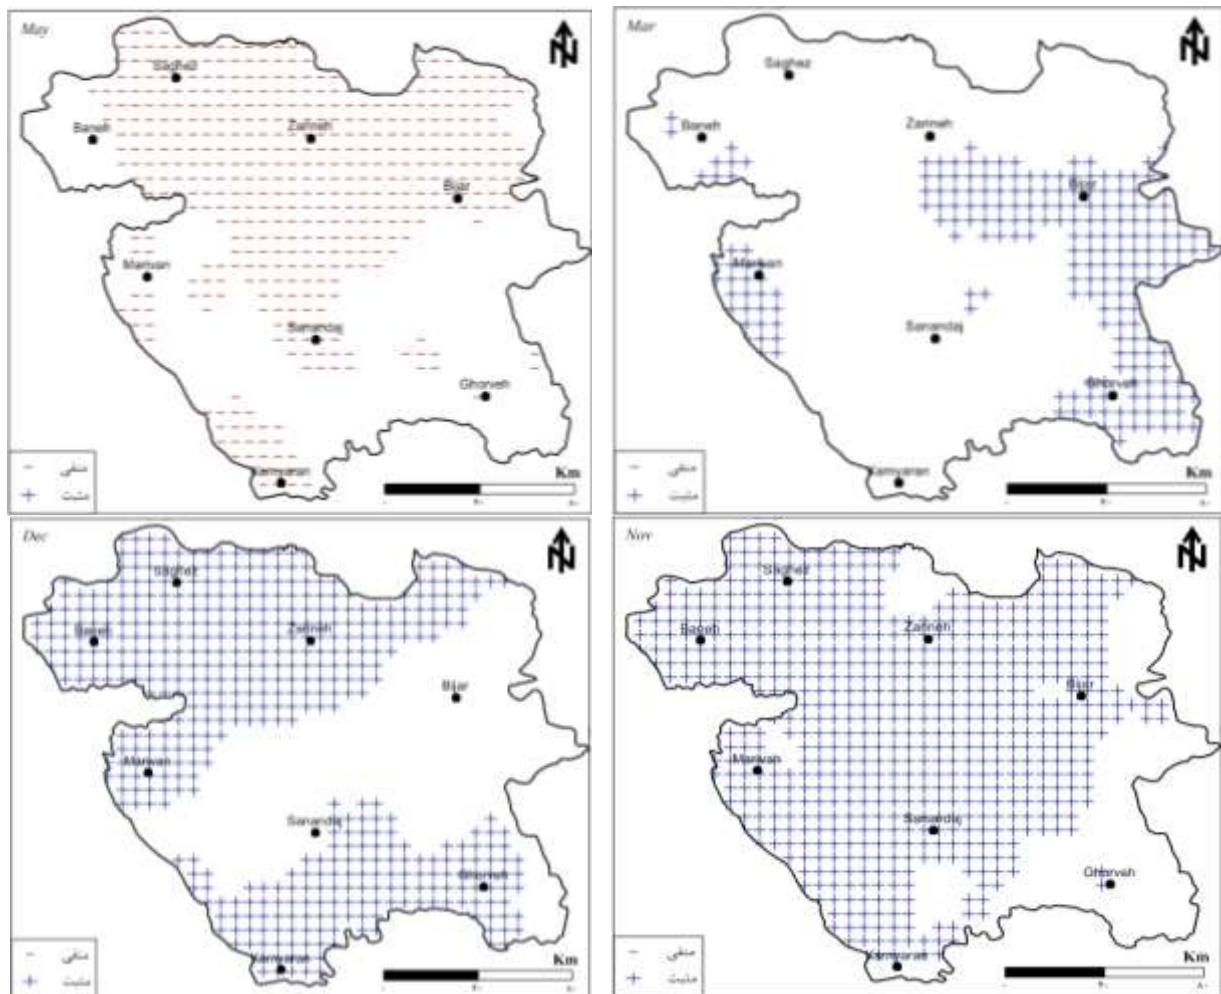 May
Saghez
Baneh
Zarineh
Bijar
Marivan
Sanandaj
Ghorveh
Kamyaran
منفی
مثبت
Km
Mar
Saghez
Baneh
Zarineh
Bijar
Marivan
Sanandaj
Ghorveh
Kamyaran
منفی
مثبت
Km
Dec
Saghez
Baneh
Zarineh
Bijar
Marivan
Sanandaj
Ghorveh
Kamyaran
منفی
مثبت
Km
Nov
Saghez
Baneh
Zarineh
Bijar
Marivan
Sanandaj
Ghorveh
Kamyaran
منفی
مثبت
Km